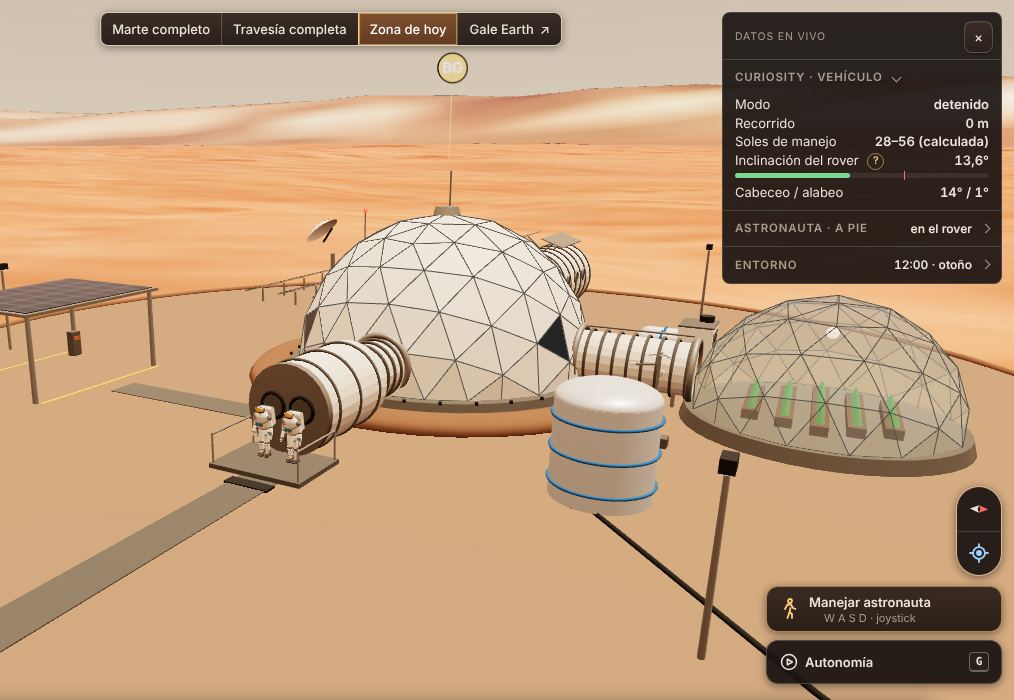 Marte completo
Travesía completa
Zona de hoy
Gale Earth ↗
BG
DATOS EN VIVO
×
CURIOSITY · VEHÍCULO
Modo detenido
Recorrido 0 m
Soles de manejo 28–56 (calculada)
Inclinación del rover ? 13,6°
Cabeceo / alabeo 14° / 1°
ASTRONAUTA · A PIE en el rover
ENTORNO 12:00 · otoño
Manejar astronauta
W A S D · joystick
Autonomía G